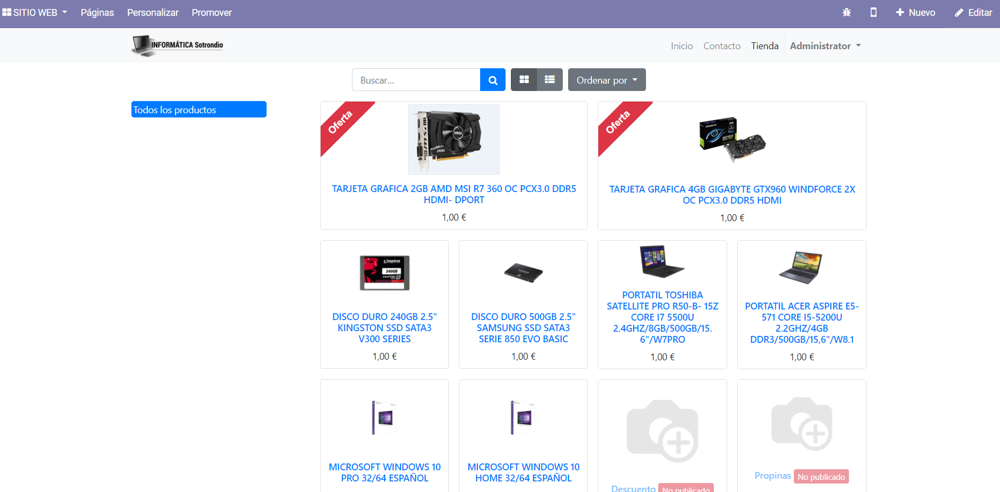 SITIO WEB Páginas Personalizar Promover Nuevo Editar
INFORMÁTICA Sotrondio Inicio Contacto Tienda Administrator
Buscar... Ordenar por
Todos los productos
Oferta
msi
msi
TARJETA GRAFICA 2GB AMD MSI R7 360 OC PCX3.0 DDR5
HDMI- DPORT
1,00 €
Oferta
GIGABYTE
TARJETA GRAFICA 4GB GIGABYTE GTX960 WINDFORCE 2X
OC PCX3.0 DDR5 HDMI
1,00 €
Kingston
240GB
DISCO DURO 240GB 2.5"
KINGSTON SSD SATA3
V300 SERIES
1,00 €
SAMSUNG
DISCO DURO 500GB 2.5"
SAMSUNG SSD SATA3
SERIE 850 EVO BASIC
1,00 €
PORTATIL TOSHIBA
SATELLITE PRO R50-B- 15Z
CORE I7 5500U
2.4GHZ/8GB/500GB/15.
6"/W7PRO
1,00 €
PORTATIL ACER ASPIRE E5-
571 CORE I5-5200U
2.2GHZ/4GB
DDR3/500GB/15,6"/W8.1
1,00 €
MICROSOFT WINDOWS 10
PRO 32/64 ESPAÑOL
MICROSOFT WINDOWS 10
HOME 32/64 ESPAÑOL
Descuento No publicado
Propinas No publicado